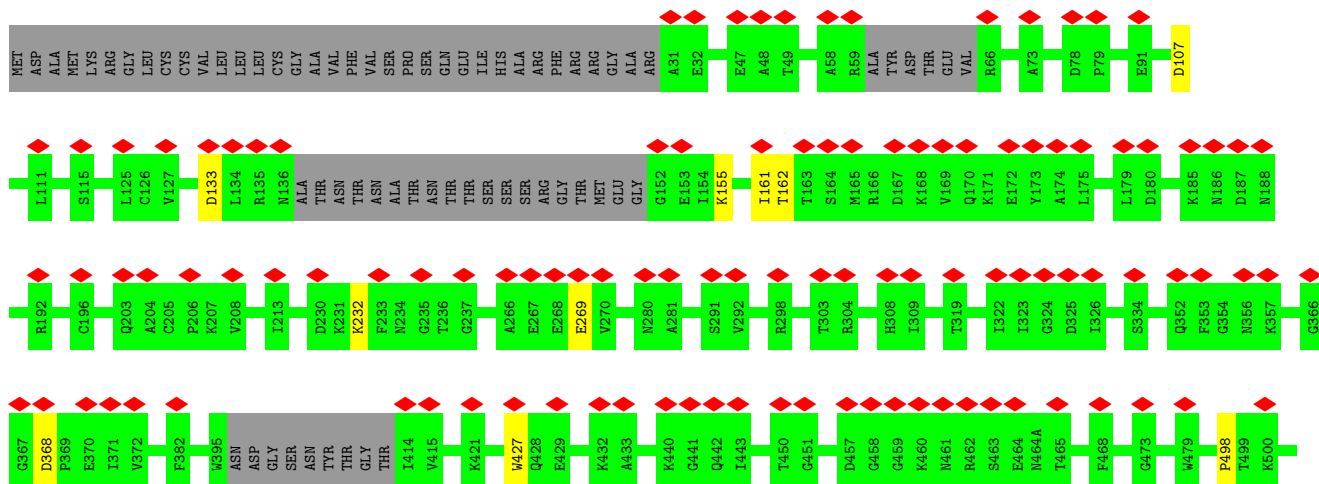 MET ASP ALA MET LYS ARG GLY LEU CYS CYS VAL LEU LEU LEU CYS GLY ALA VAL PHE VAL SER PRO SER GLN GLU ILE HIS ALA ARG PHE ARG ARG GLY ALA ARG A31 E32 E47 A48 T49 A58 R59 ALA TYR ASP THR GLU VAL R66 A73 D78 P79 E91 D107
L111 S115 L125 C126 V127 D133 L134 R135 N136 ALA THR ASN THR THR ASN ALA THR ASN THR THR SER SER SER ARG GLY THR MET GLU GLY G152 E153 I154 K155 I161 T162 T163 S164 M165 R166 D167 K168 V169 Q170 K171 E172 Y173 A174 L175 L179 D180 K185 N186 D187 N188
R192 C196 Q203 A204 C205 P206 K207 V208 I213 D230 K231 K232 F233 N234 G235 T236 G237 A266 E267 E268 E269 V270 N280 A281 S291 V292 R298 T303 R304 H308 I309 T319 I322 I323 G324 D325 I326 S334 Q352 F353 G354 N356 K357 G366
G367 D368 P369 E370 I371 V372 F382 W395 ASN ASP GLY SER ASN TYR THR GLY THR I414 V415 K421 W427 Q428 E429 K432 A433 K440 G441 Q442 I443 T450 G451 D457 G458 G459 K460 N461 R462 S463 E464 N464A T465 F468 G473 W479 P498 T499 K500